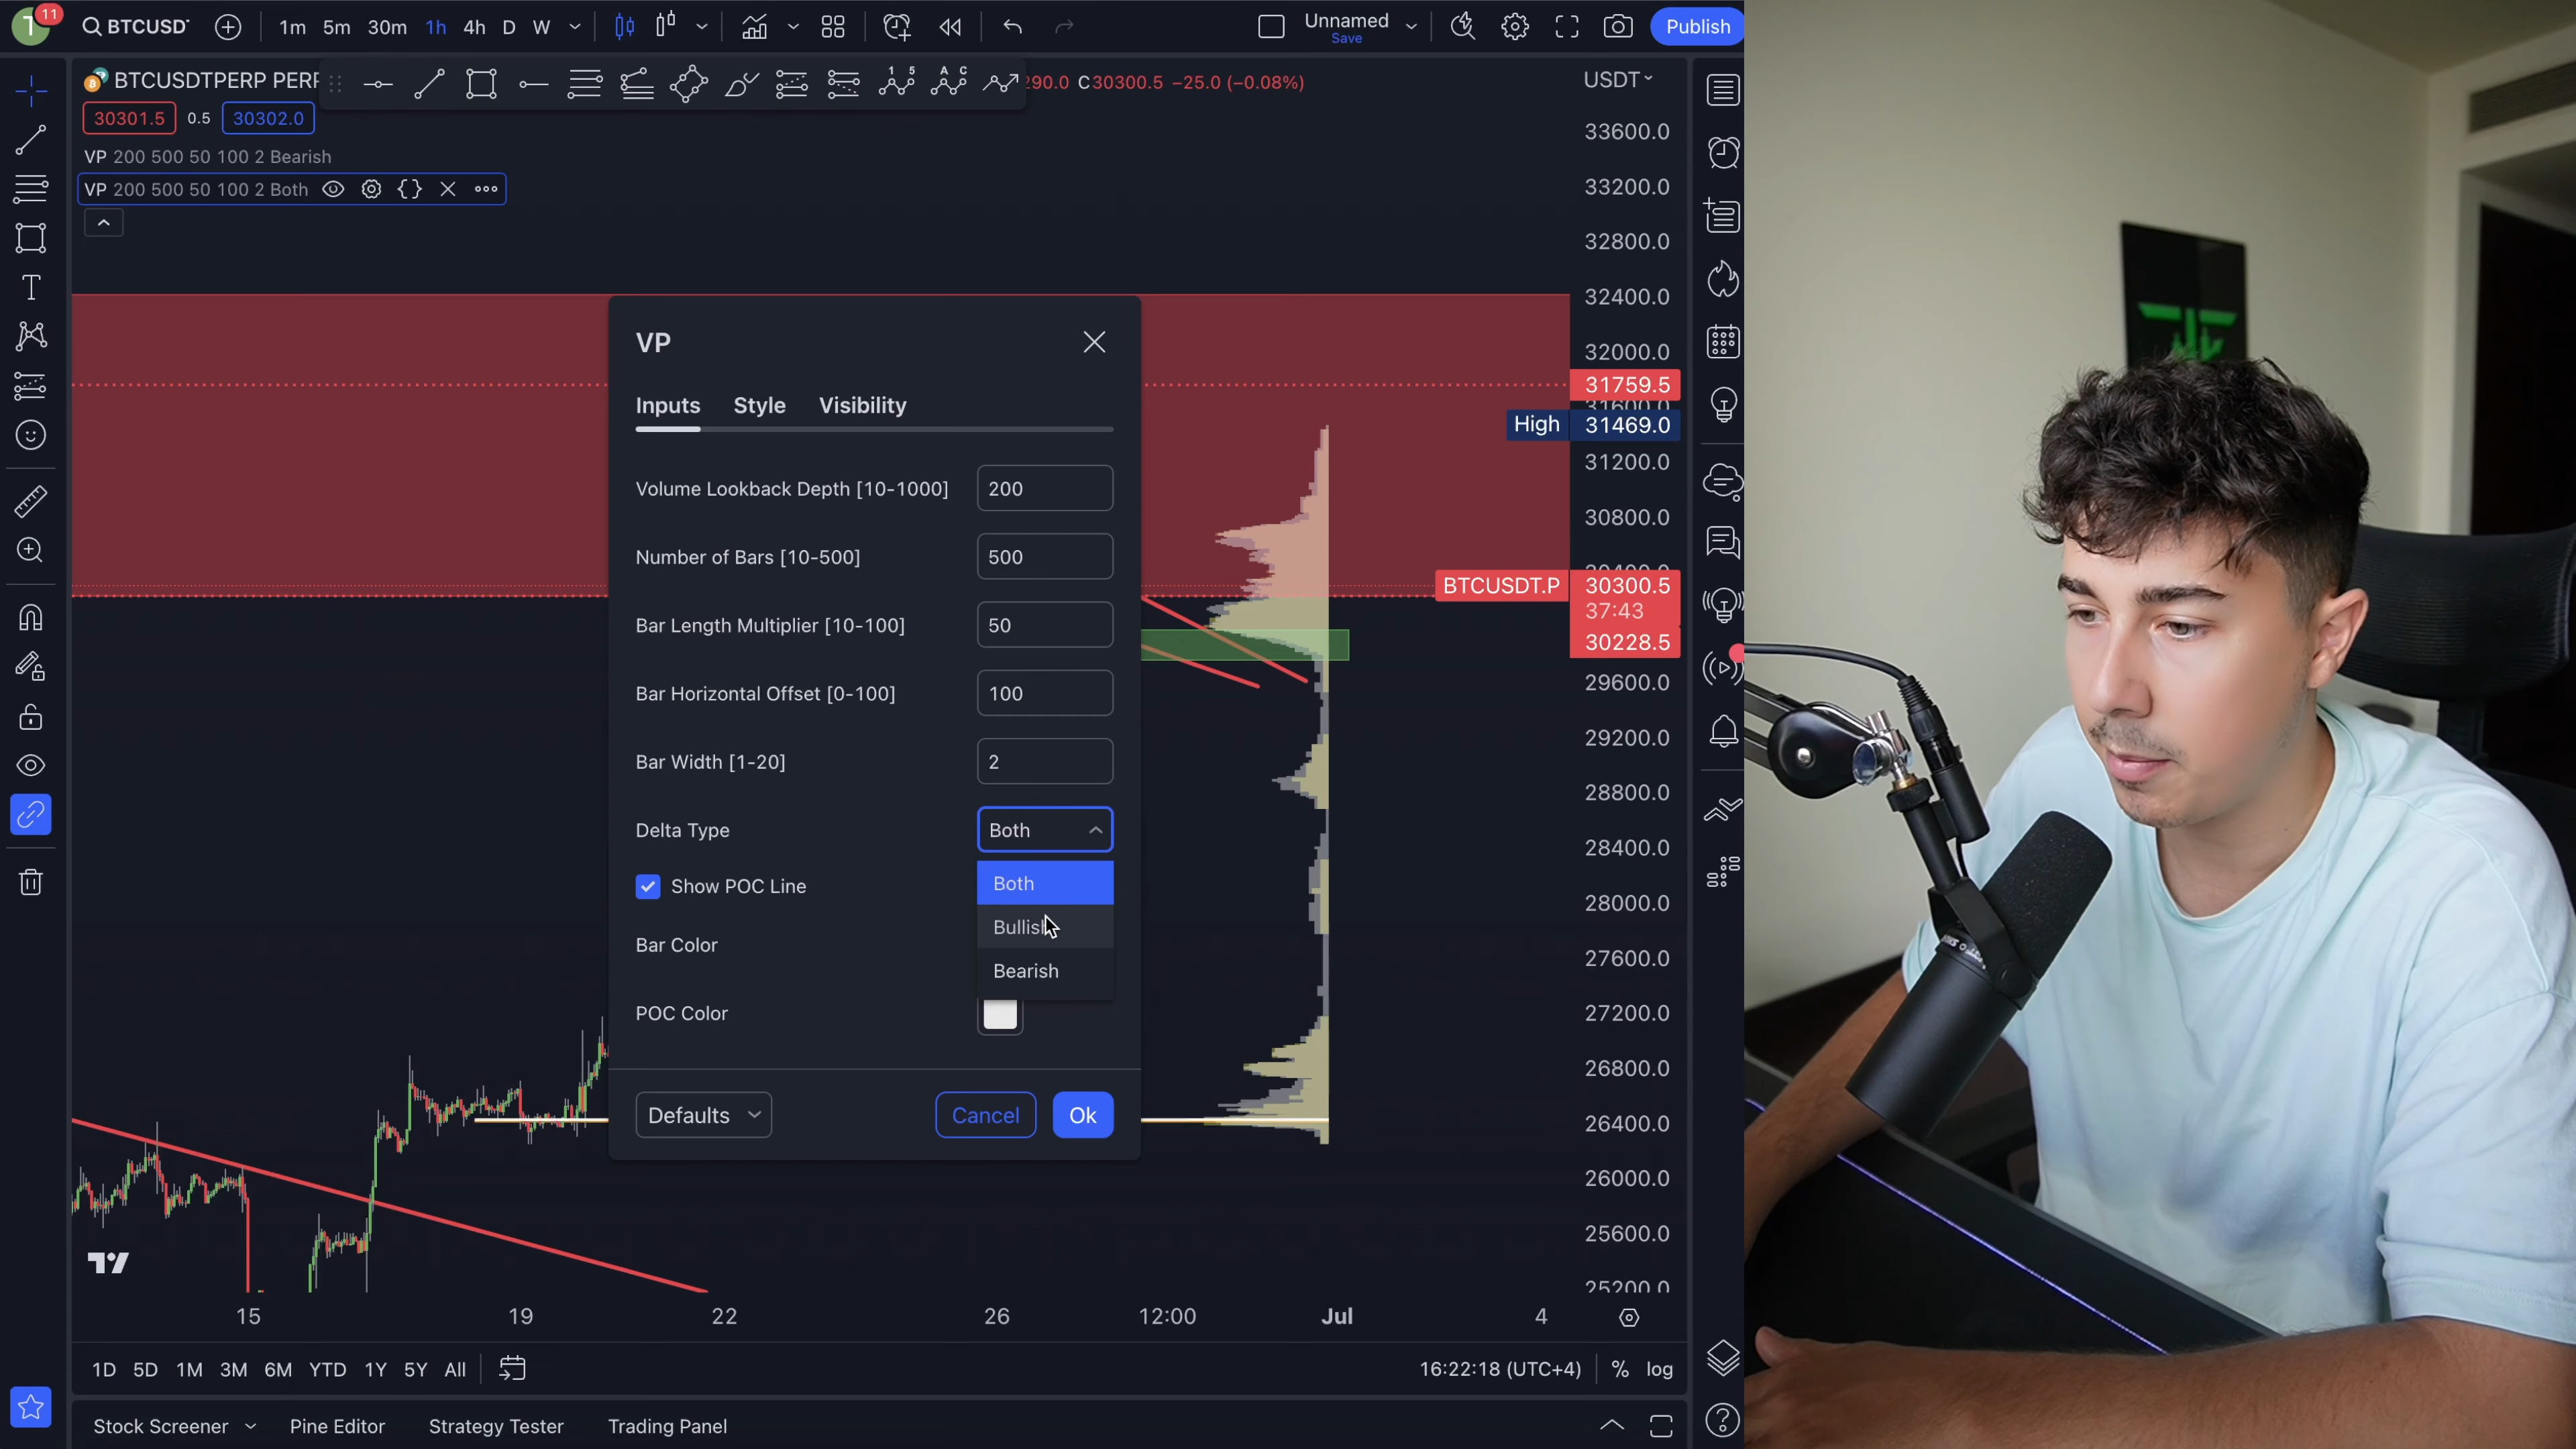 11
BTCUSDT
1m 5m 30m 1h 4h D W
Unnamed
Save
Publish
BTCUSDTPERP PERP
290.0 C30300.5 −25.0 (−0.08%)
USDT
30301.5 0.5 30302.0
VP 200 500 50 100 2 Bearish
VP 200 500 50 100 2 Both
33600.0
33200.0
32800.0
32400.0
32000.0
31759.5
High 31469.0
31200.0
30800.0
BTCUSDT.P 30300.5
37:43
30228.5
29600.0
29200.0
28800.0
28400.0
28000.0
27600.0
27200.0
26800.0
26400.0
26000.0
25600.0
25200.0
VP
Inputs Style Visibility
Volume Lookback Depth [10-1000] 200
Number of Bars [10-500] 500
Bar Length Multiplier [10-100] 50
Bar Horizontal Offset [0-100] 100
Bar Width [1-20] 2
Delta Type Both
Both
Show POC Line
Bullish
Bar Color
Bearish
POC Color
Defaults Cancel Ok
15 19 22 26 12:00 Jul 4
1D 5D 1M 3M 6M YTD 1Y 5Y All
16:22:18 (UTC+4) % log
Stock Screener Pine Editor Strategy Tester Trading Panel